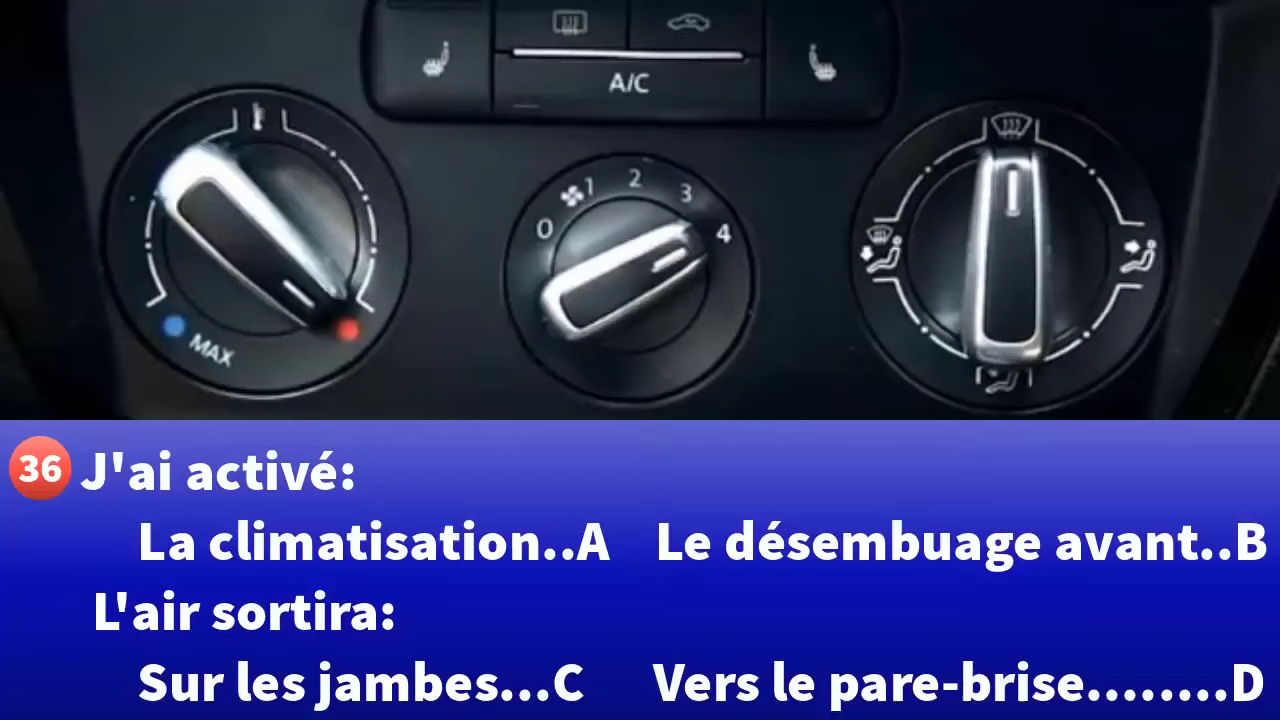 A/C
0 1 2 3 4
MAX
36 J'ai activé:
La climatisation..A Le désembuage avant..B
L'air sortira:
Sur les jambes...C Vers le pare-brise........D